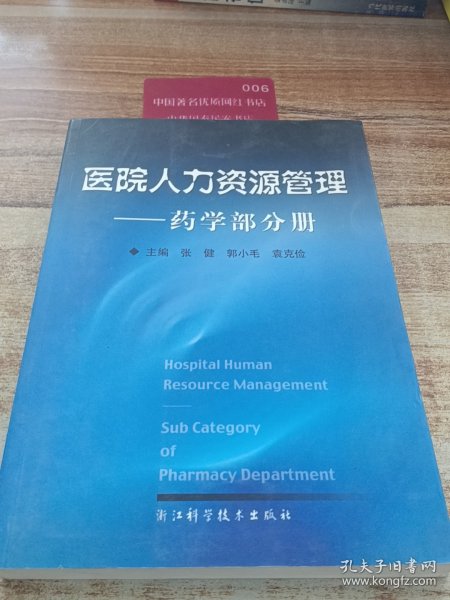 006
中国著名优质网红书店
医院人力资源管理
——药学部分册
◆ 主编 张 健 郭小毛 袁克俭
Hospital Human
Resource Management
Sub Category
of
Pharmacy Department
浙江科学技术出版社
孔夫子旧书网
www.kongfz.com